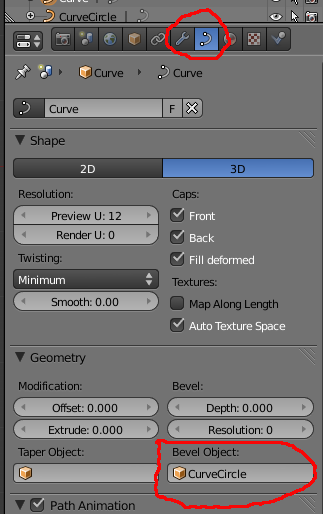 Curve
CurveCircle
Curve
Curve
Curve
F
Shape
2D
3D
Resolution:
Caps:
Preview U: 12
Front
Render U: 0
Back
Twisting:
Fill deformed
Minimum
Textures:
Smooth: 0.00
Map Along Length
Auto Texture Space
Geometry
Modification:
Bevel:
Offset: 0.000
Depth: 0.000
Extrude: 0.000
Resolution: 0
Taper Object:
Bevel Object:
CurveCircle
Path Animation